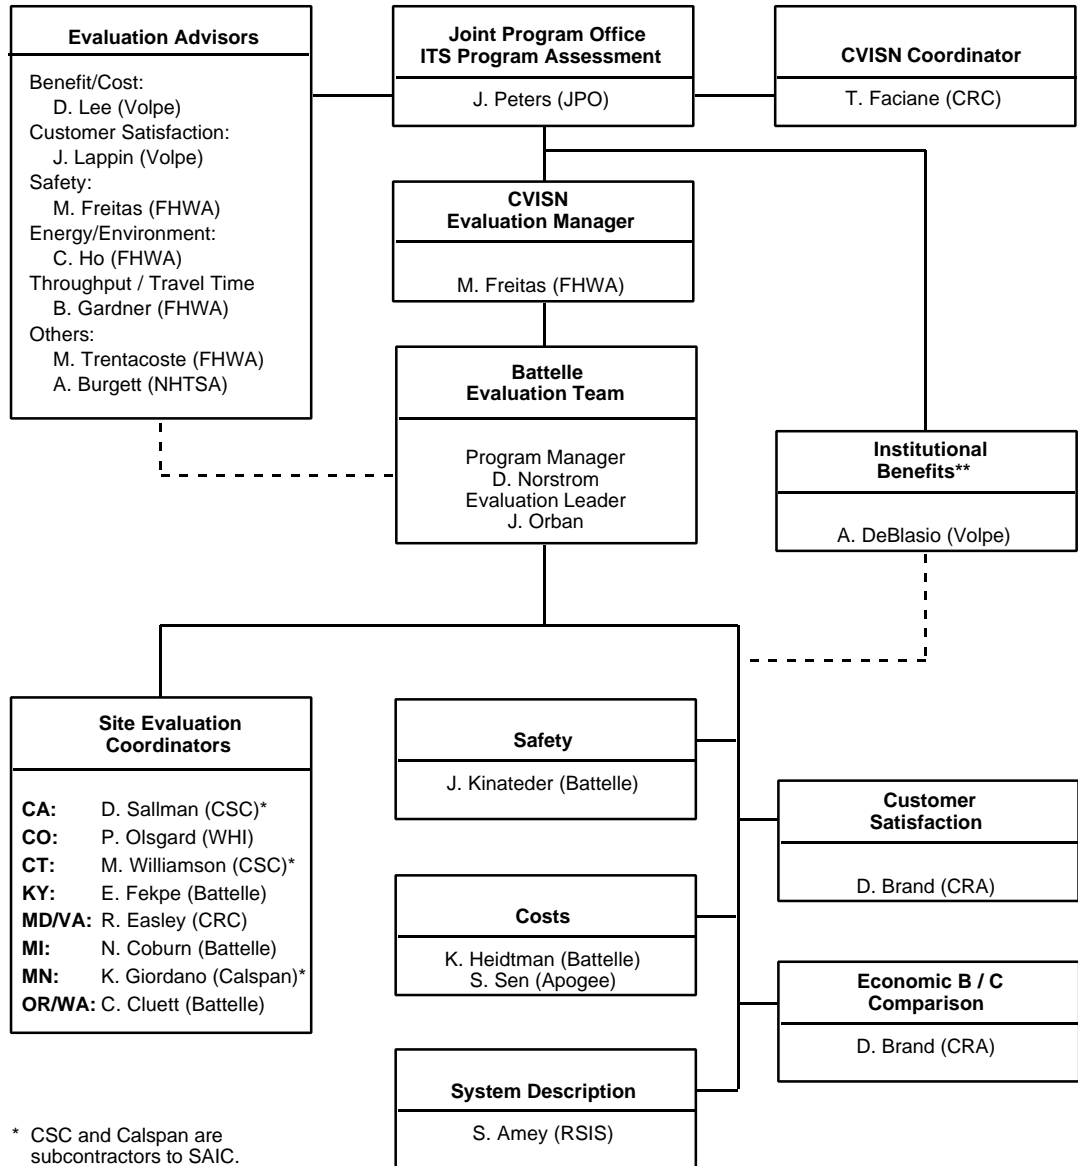 Evaluation Advisors
Benefit/Cost:
D. Lee (Volpe)
Customer Satisfaction:
J. Lappin (Volpe)
Safety:
M. Freitas (FHWA)
Energy/Environment:
C. Ho (FHWA)
Throughput / Travel Time
B. Gardner (FHWA)
Others:
M. Trentacoste (FHWA)
A. Burgett (NHTSA)
Joint Program Office
ITS Program Assessment
J. Peters (JPO)
CVISN Coordinator
T. Faciane (CRC)
CVISN
Evaluation Manager
M. Freitas (FHWA)
Battelle
Evaluation Team
Program Manager
D. Norstrom
Evaluation Leader
J. Orban
Institutional
Benefits**
A. DeBlasio (Volpe)
Site Evaluation
Coordinators
CA: D. Sallman (CSC)*
CO: P. Olsgard (WHI)
CT: M. Williamson (CSC)*
KY: E. Fekpe (Battelle)
MD/VA: R. Easley (CRC)
MI: N. Coburn (Battelle)
MN: K. Giordano (Calspan)*
OR/WA: C. Cluett (Battelle)
Safety
J. Kinateder (Battelle)
Customer
Satisfaction
D. Brand (CRA)
Costs
K. Heidtman (Battelle)
S. Sen (Apogee)
Economic B / C
Comparison
D. Brand (CRA)
System Description
S. Amey (RSIS)
* CSC and Calspan are
subcontractors to SAIC.